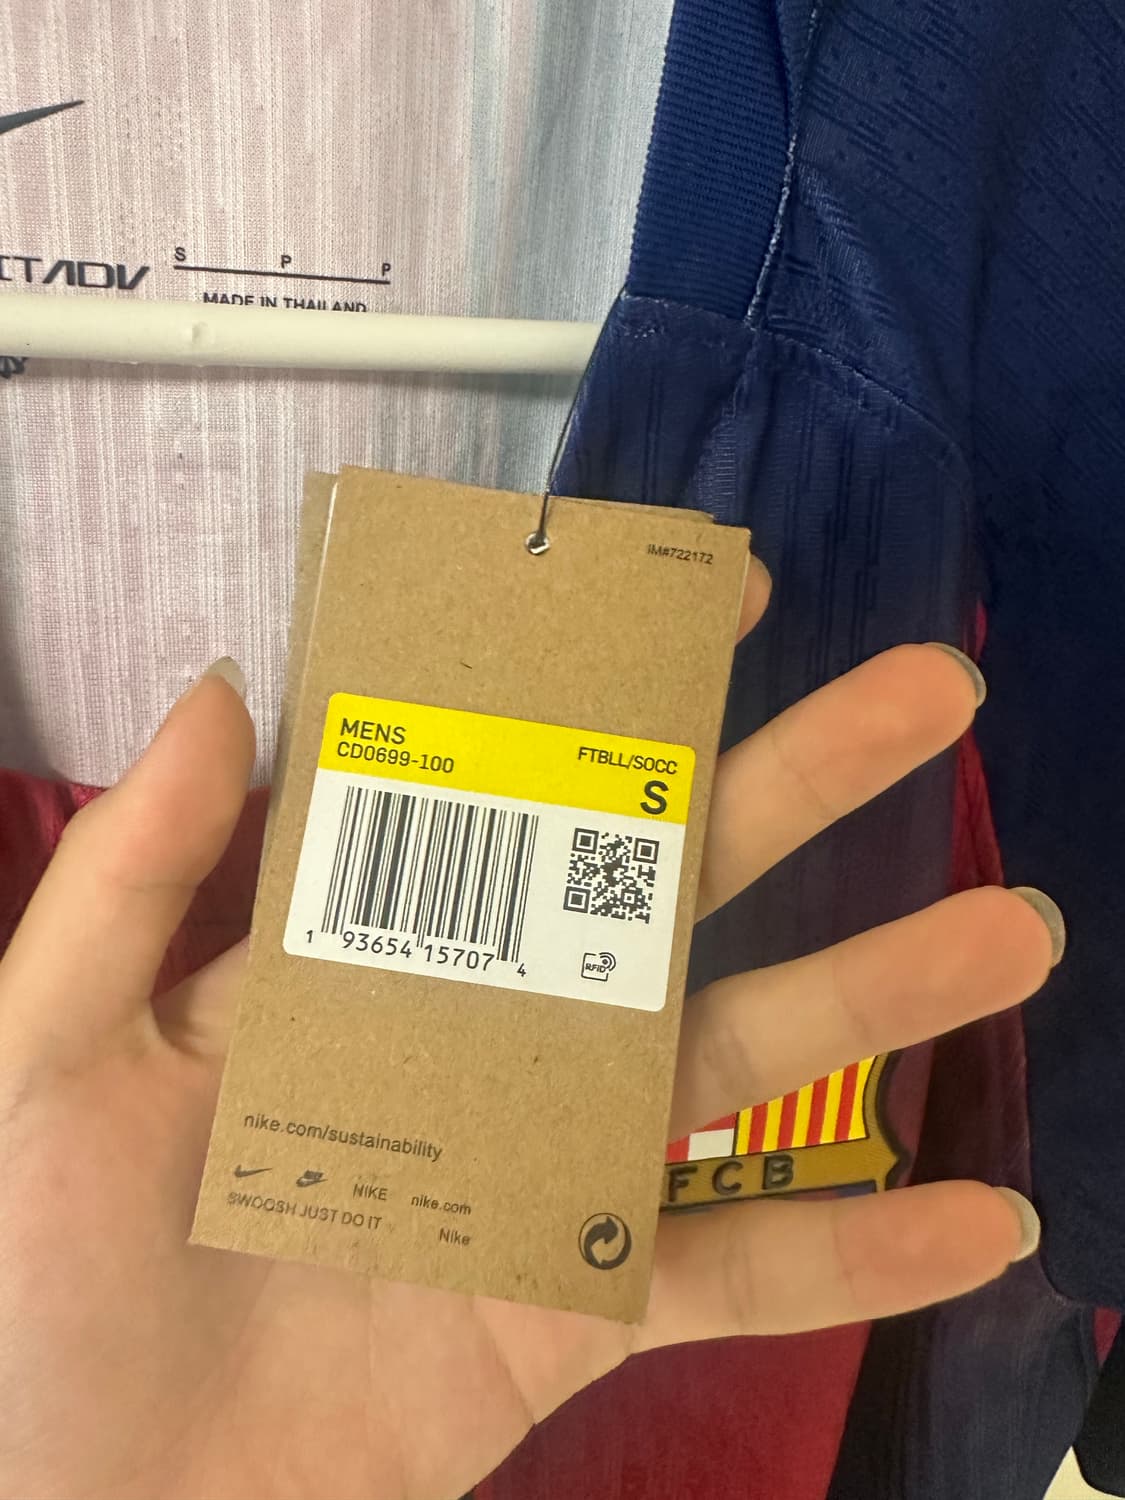 ITADV
S P P
MADE IN THAILAND
IM#722172
MENS
CD0699-100
FTBLL/SOCC
S
1 93654 15707 4
RFID
nike.com/sustainability
NIKE nike.com
SWOOSH JUST DO IT
Nike
FCB